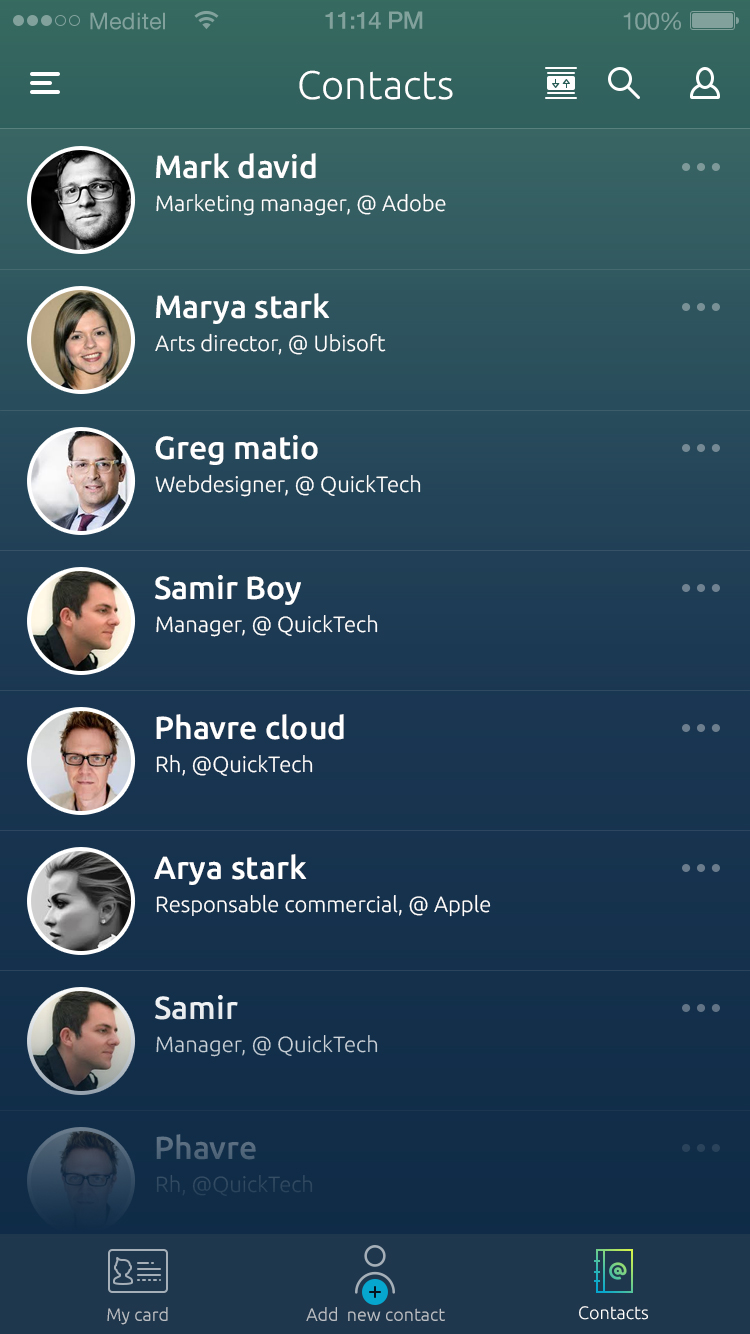 Meditel 11:14 PM 100%
Contacts
Mark david
Marketing manager, @ Adobe
Marya stark
Arts director, @ Ubisoft
Greg matio
Webdesigner, @ QuickTech
Samir Boy
Manager, @ QuickTech
Phavre cloud
Rh, @QuickTech
Arya stark
Responsable commercial, @ Apple
Samir
Manager, @ QuickTech
Phavre
Rh, @QuickTech
My card Add new contact Contacts